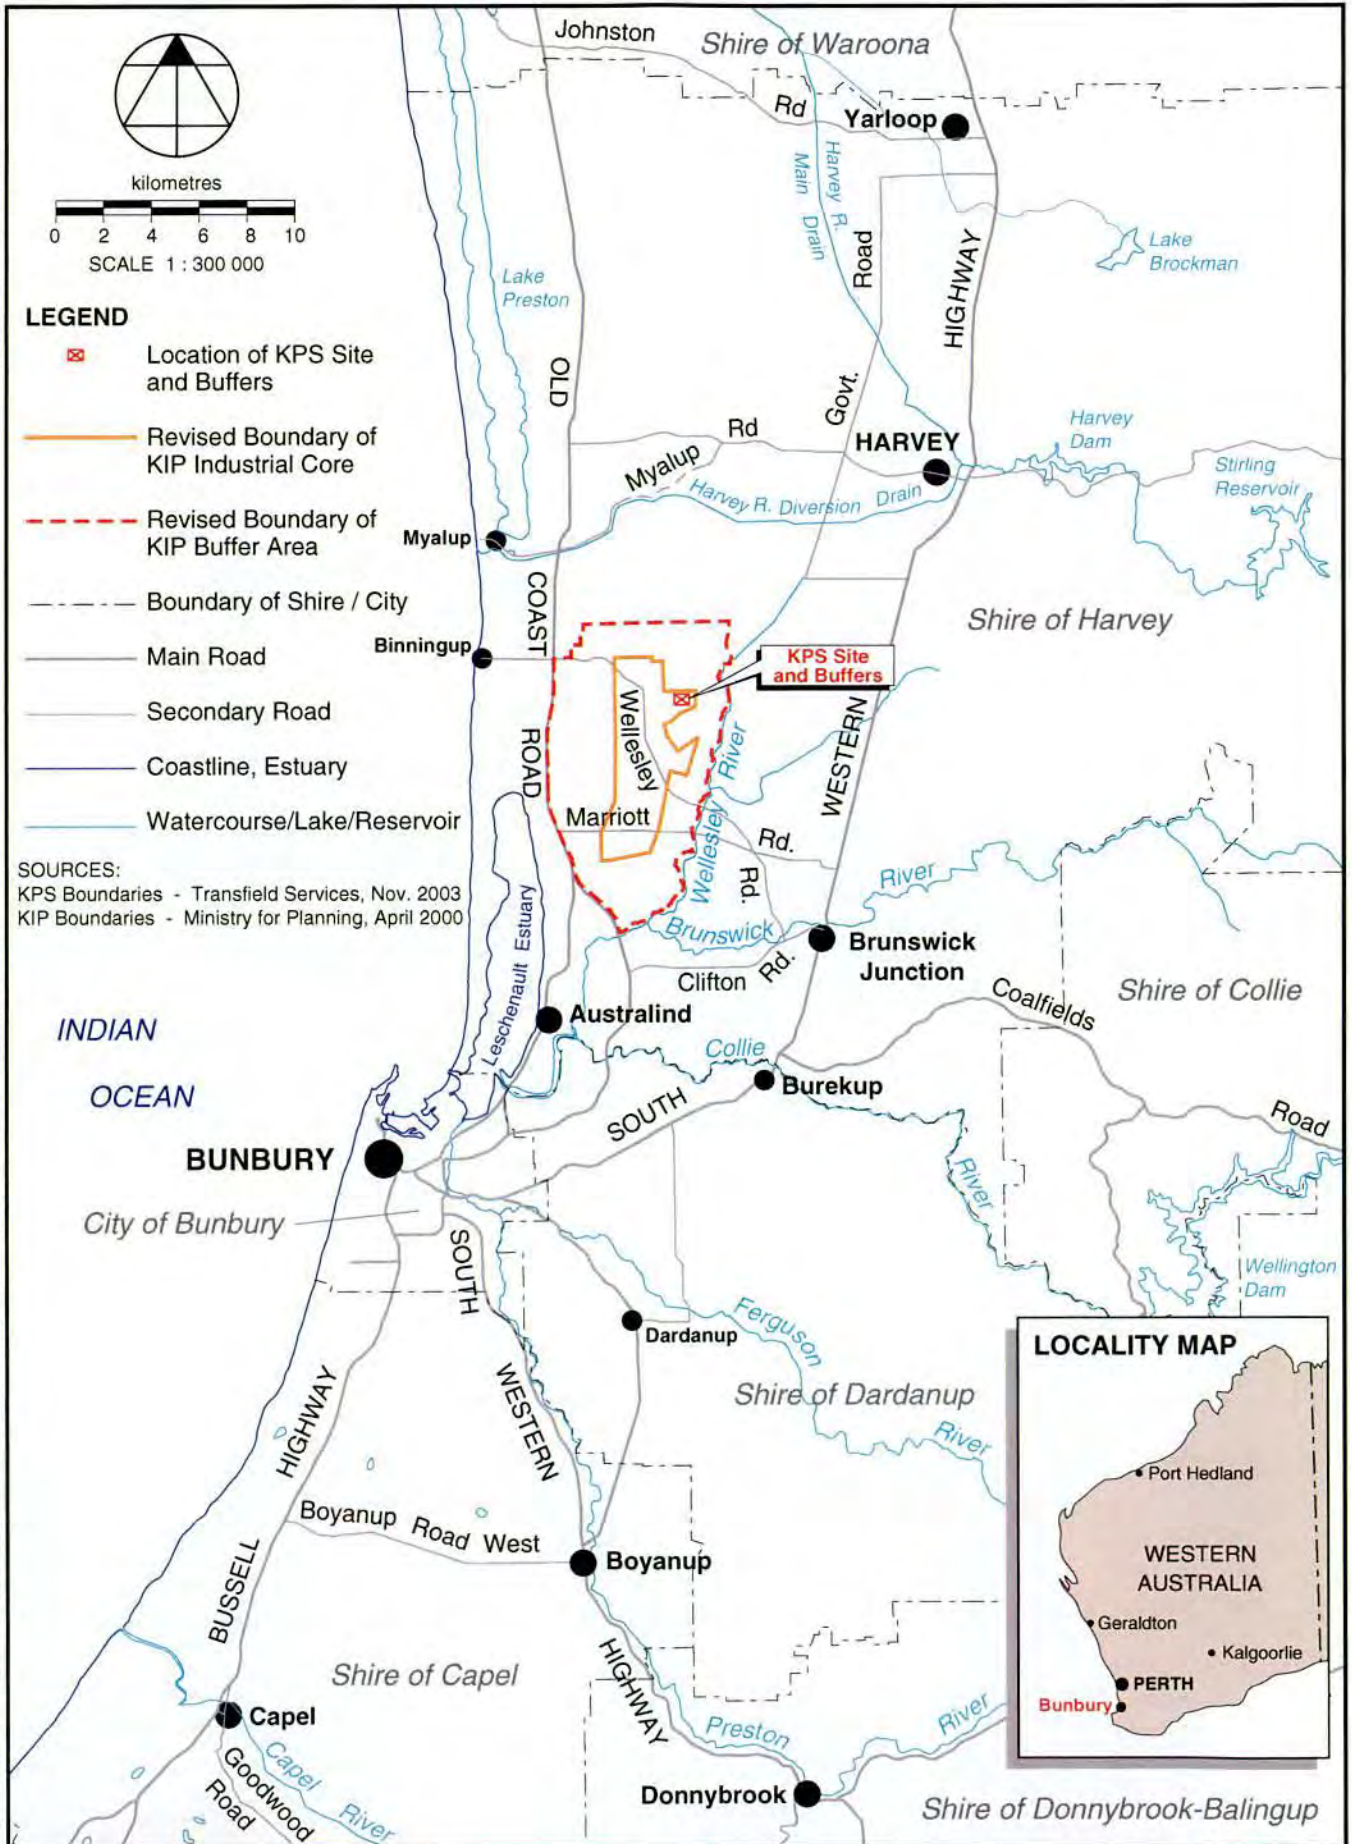 Johnston
Shire of Waroona
Rd
Yarloop
kilometres
0 2 4 6 8 10
SCALE 1 : 300 000
Harvey R.
Main Drain
Road
HIGHWAY
Lake
Brockman
Lake
Preston
LEGEND
Location of KPS Site
and Buffers
Revised Boundary of
KIP Industrial Core
Revised Boundary of
KIP Buffer Area
Boundary of Shire / City
Main Road
Secondary Road
Coastline, Estuary
Watercourse/Lake/Reservoir
SOURCES:
KPS Boundaries - Transfield Services, Nov. 2003
KIP Boundaries - Ministry for Planning, April 2000
OLD
Govt.
Rd
HARVEY
Harvey
Dam
Myalup
Stirling
Reservoir
Harvey R. Diversion Drain
Myalup
COAST
Shire of Harvey
Binningup
KPS Site
and Buffers
Wellesley
River
WESTERN
ROAD
Marriott
Rd.
Wellesley
Rd.
River
Leschenault Estuary
Brunswick
Brunswick
Junction
Clifton
Rd.
Shire of Collie
Coalfields
INDIAN
OCEAN
Australind
Collie
Burekup
SOUTH
Road
BUNBURY
River
City of Bunbury
SOUTH
Wellington
Dam
Ferguson
Dardanup
WESTERN
Shire of Dardanup
River
HIGHWAY
Boyanup Road West
BUSSELL
Boyanup
HIGHWAY
Shire of Capel
Capel
Capel
River
Goodwood
Road
Preston
River
Donnybrook
Shire of Donnybrook-Balingup
LOCALITY MAP
Port Hedland
WESTERN
AUSTRALIA
Geraldton
Kalgoorlie
PERTH
Bunbury